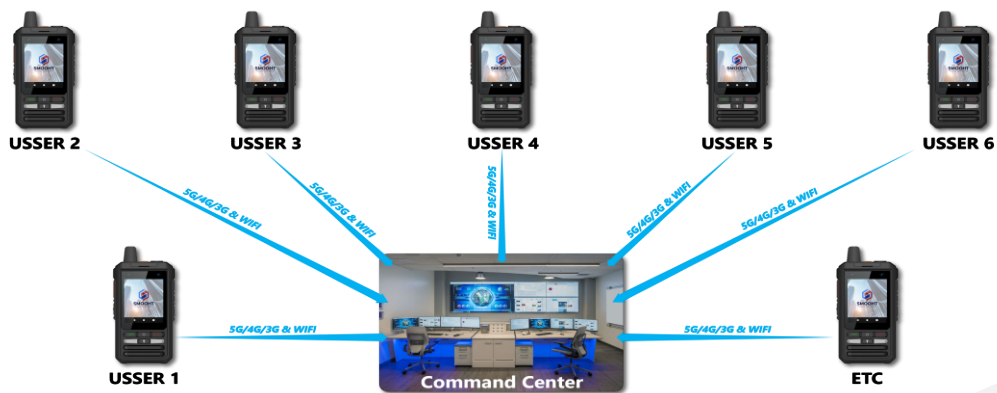 USSER 2
USSER 3
USSER 4
USSER 5
USSER 6
5G/4G/3G & WIFI
5G/4G/3G & WIFI
5G/4G/3G & WIFI
5G/4G/3G & WIFI
5G/4G/3G & WIFI
5G/4G/3G & WIFI
5G/4G/3G & WIFI
Command Center
USSER 1
ETC